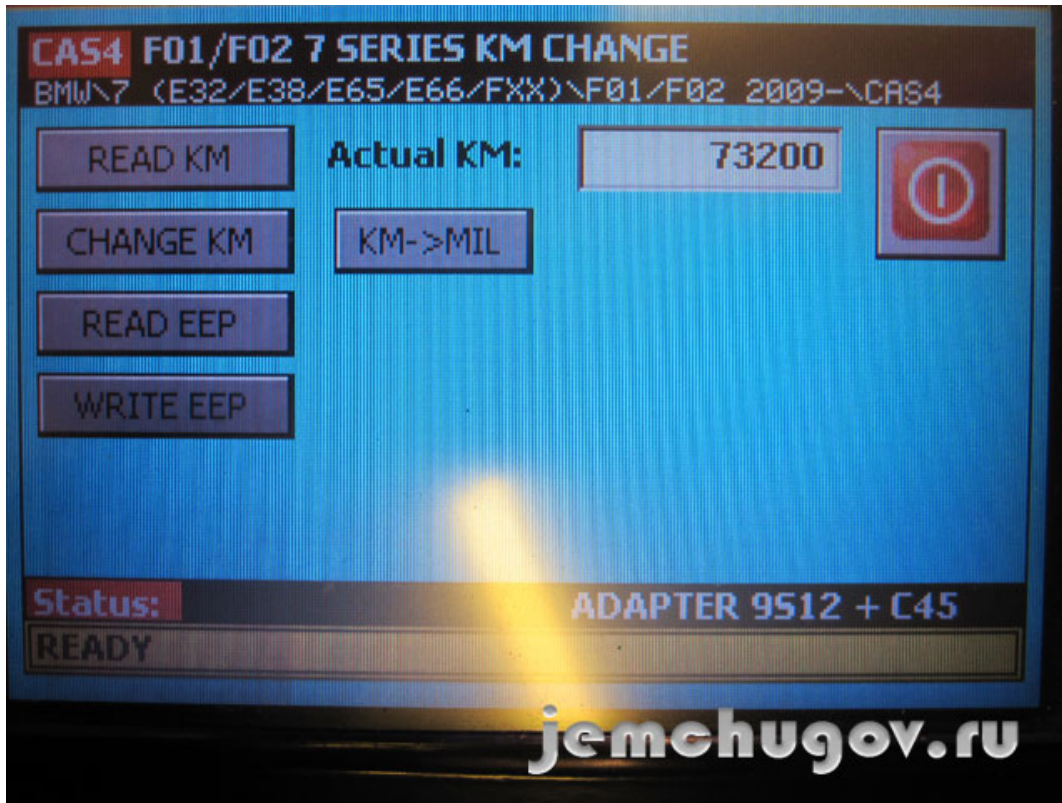 CAS4 F01/F02 7 SERIES KM CHANGE
BMW\7 (E32/E38/E65/E66/FXX)\F01/F02 2009-\CAS4
READ KM Actual KM: 73200
CHANGE KM KM->MIL
READ EEP
WRITE EEP
Status: ADAPTER 9S12 + C45
READY
jemchugov.ru